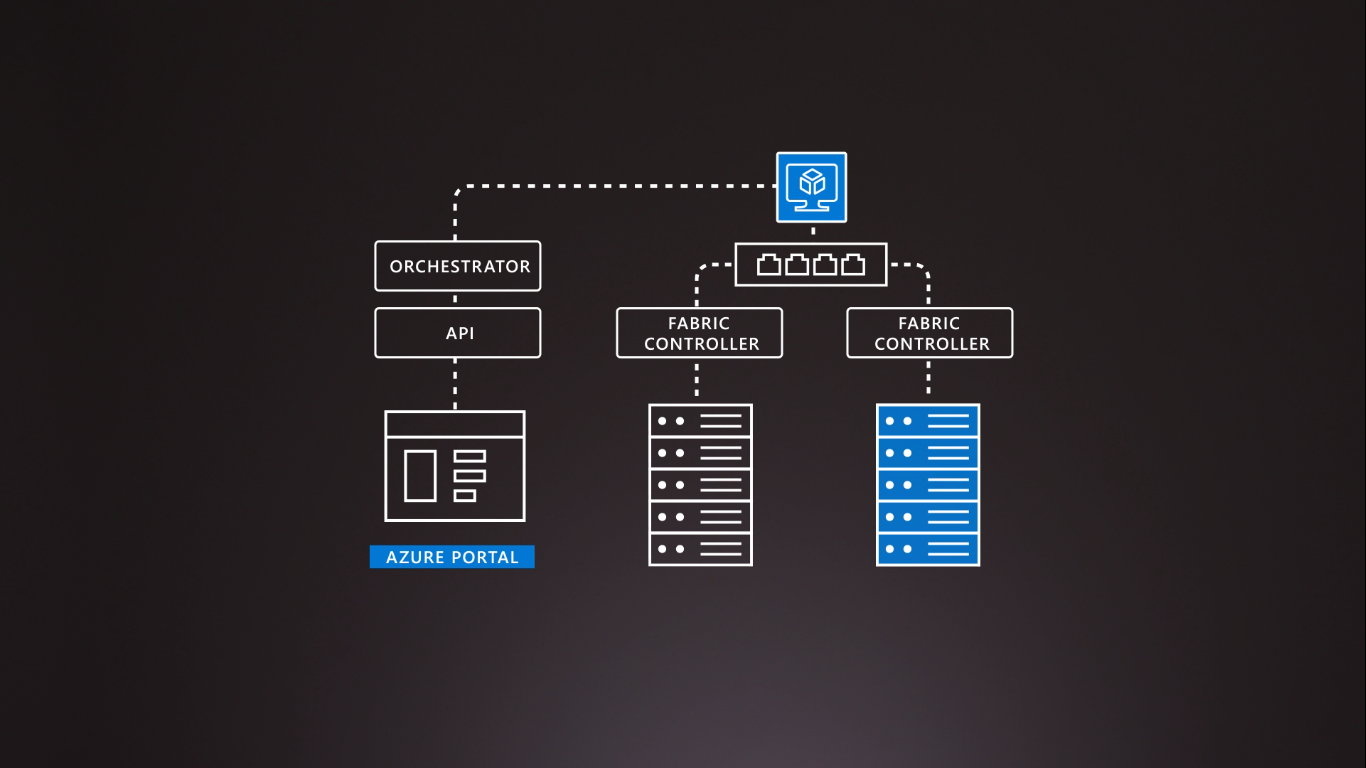 ORCHESTRATOR
API
AZURE PORTAL
FABRIC
CONTROLLER
FABRIC
CONTROLLER